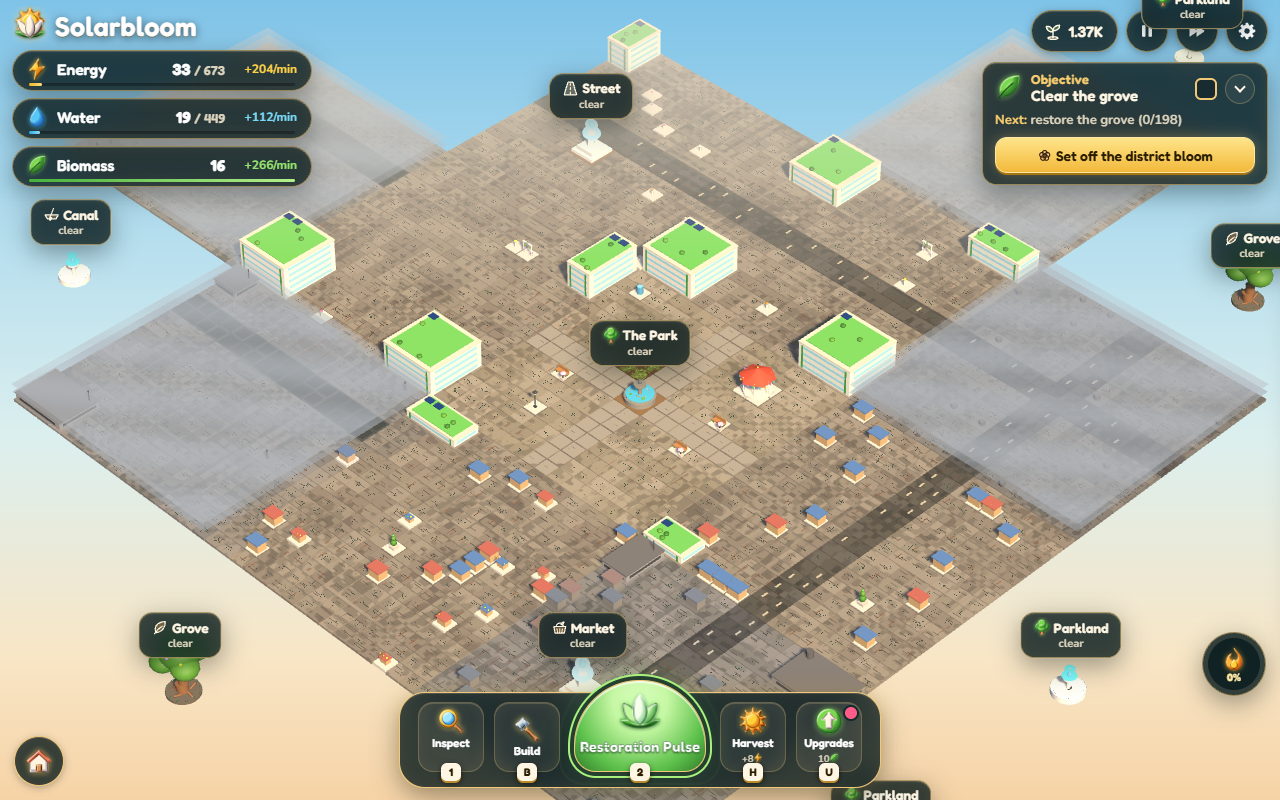 Solarbloom
Energy 33 / 673 +204/min
Water 19 / 449 +112/min
Biomass 16 +266/min
1.37K
Parkland
clear
Objective
Clear the grove
Next: restore the grove (0/198)
Set off the district bloom
Street
clear
Canal
clear
Grove
clear
The Park
clear
Grove
clear
Market
clear
Parkland
clear
0%
Inspect
1
Build
B
Restoration Pulse
2
Harvest
+8
H
Upgrades
10
U
Parkland